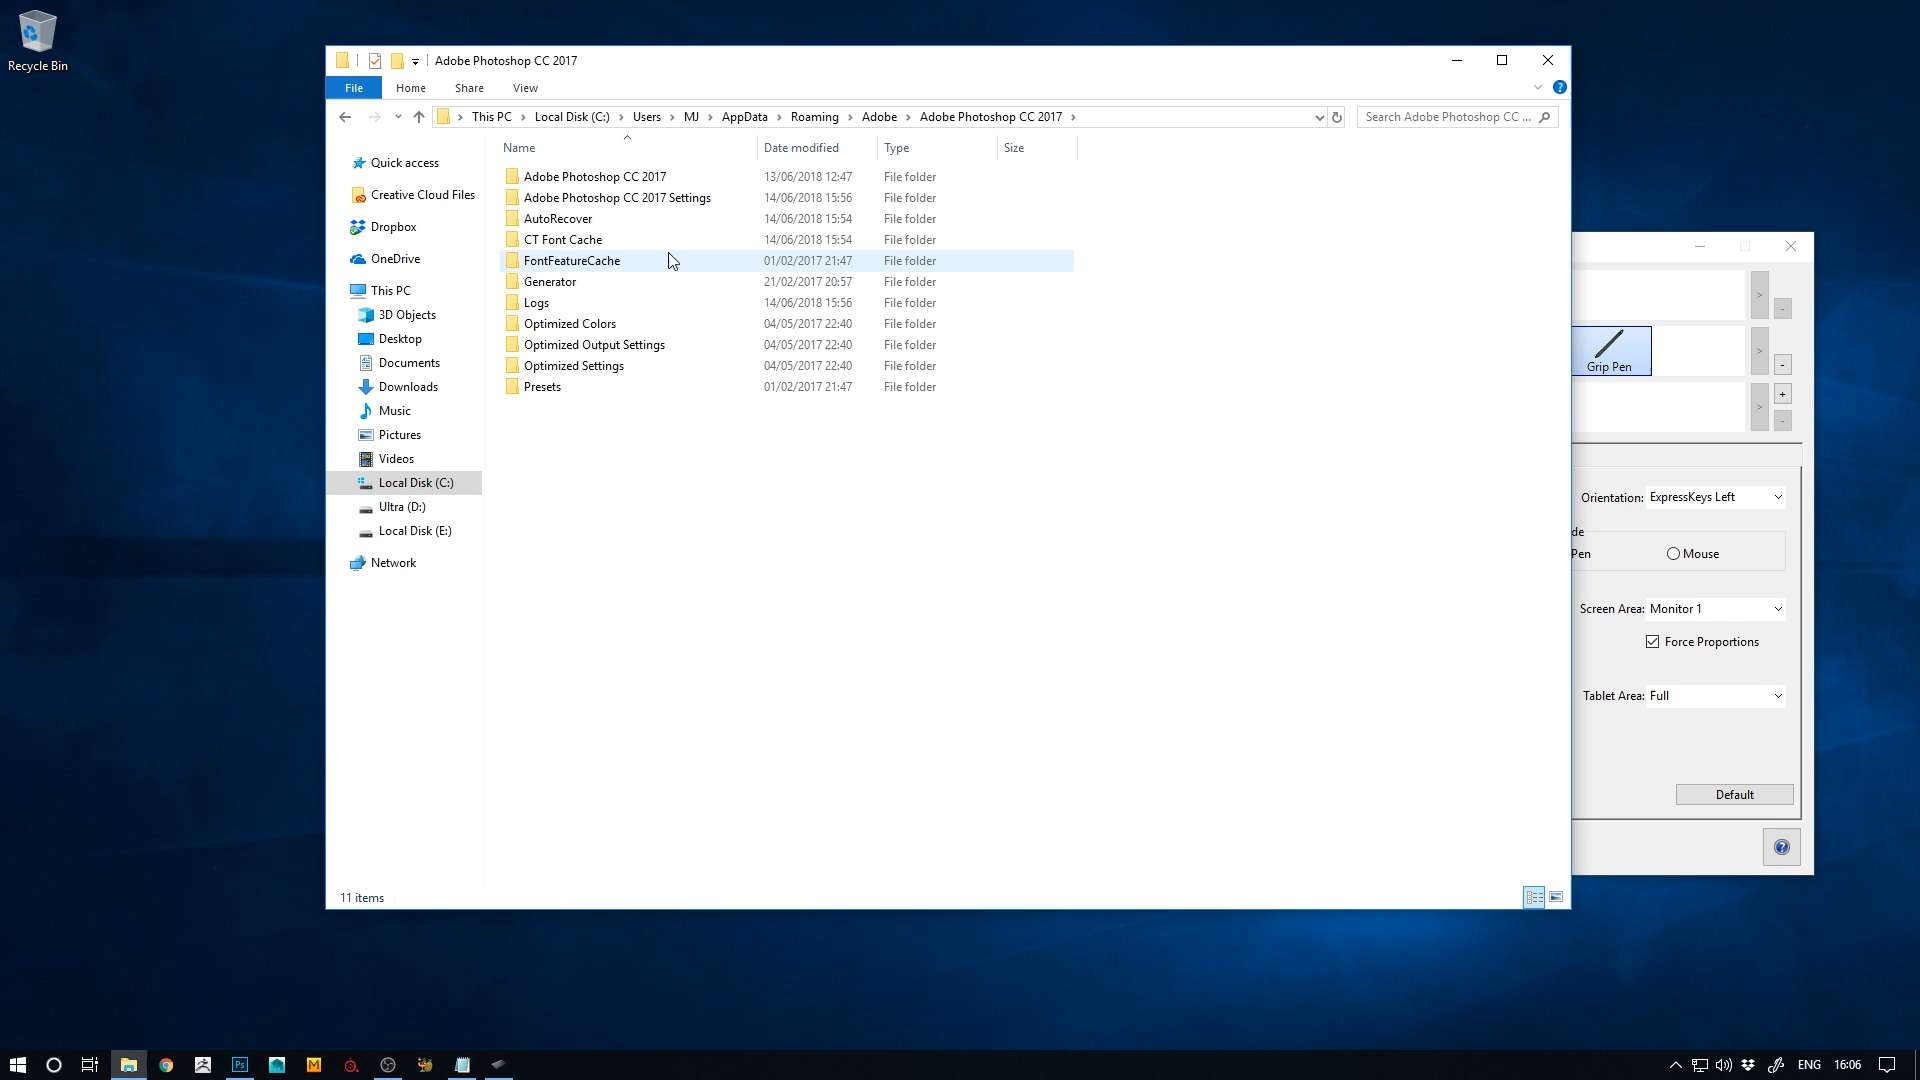 Recycle Bin
Adobe Photoshop CC 2017
File Home Share View
This PC Local Disk (C:) Users MJ AppData Roaming Adobe Adobe Photoshop CC 2017
Search Adobe Photoshop CC ...
Name Date modified Type Size
Quick access
Creative Cloud Files
Dropbox
OneDrive
This PC
3D Objects
Desktop
Documents
Downloads
Music
Pictures
Videos
Local Disk (C:)
Ultra (D:)
Local Disk (E:)
Network
Adobe Photoshop CC 2017 13/06/2018 12:47 File folder
Adobe Photoshop CC 2017 Settings 14/06/2018 15:56 File folder
AutoRecover 14/06/2018 15:54 File folder
CT Font Cache 14/06/2018 15:54 File folder
FontFeatureCache 01/02/2017 21:47 File folder
Generator 21/02/2017 20:57 File folder
Logs 14/06/2018 15:56 File folder
Optimized Colors 04/05/2017 22:40 File folder
Optimized Output Settings 04/05/2017 22:40 File folder
Optimized Settings 04/05/2017 22:40 File folder
Presets 01/02/2017 21:47 File folder
11 items
Grip Pen
Orientation: ExpressKeys Left
de
Pen Mouse
Screen Area: Monitor 1
Force Proportions
Tablet Area: Full
Default
Ps
M
ENG 16:06